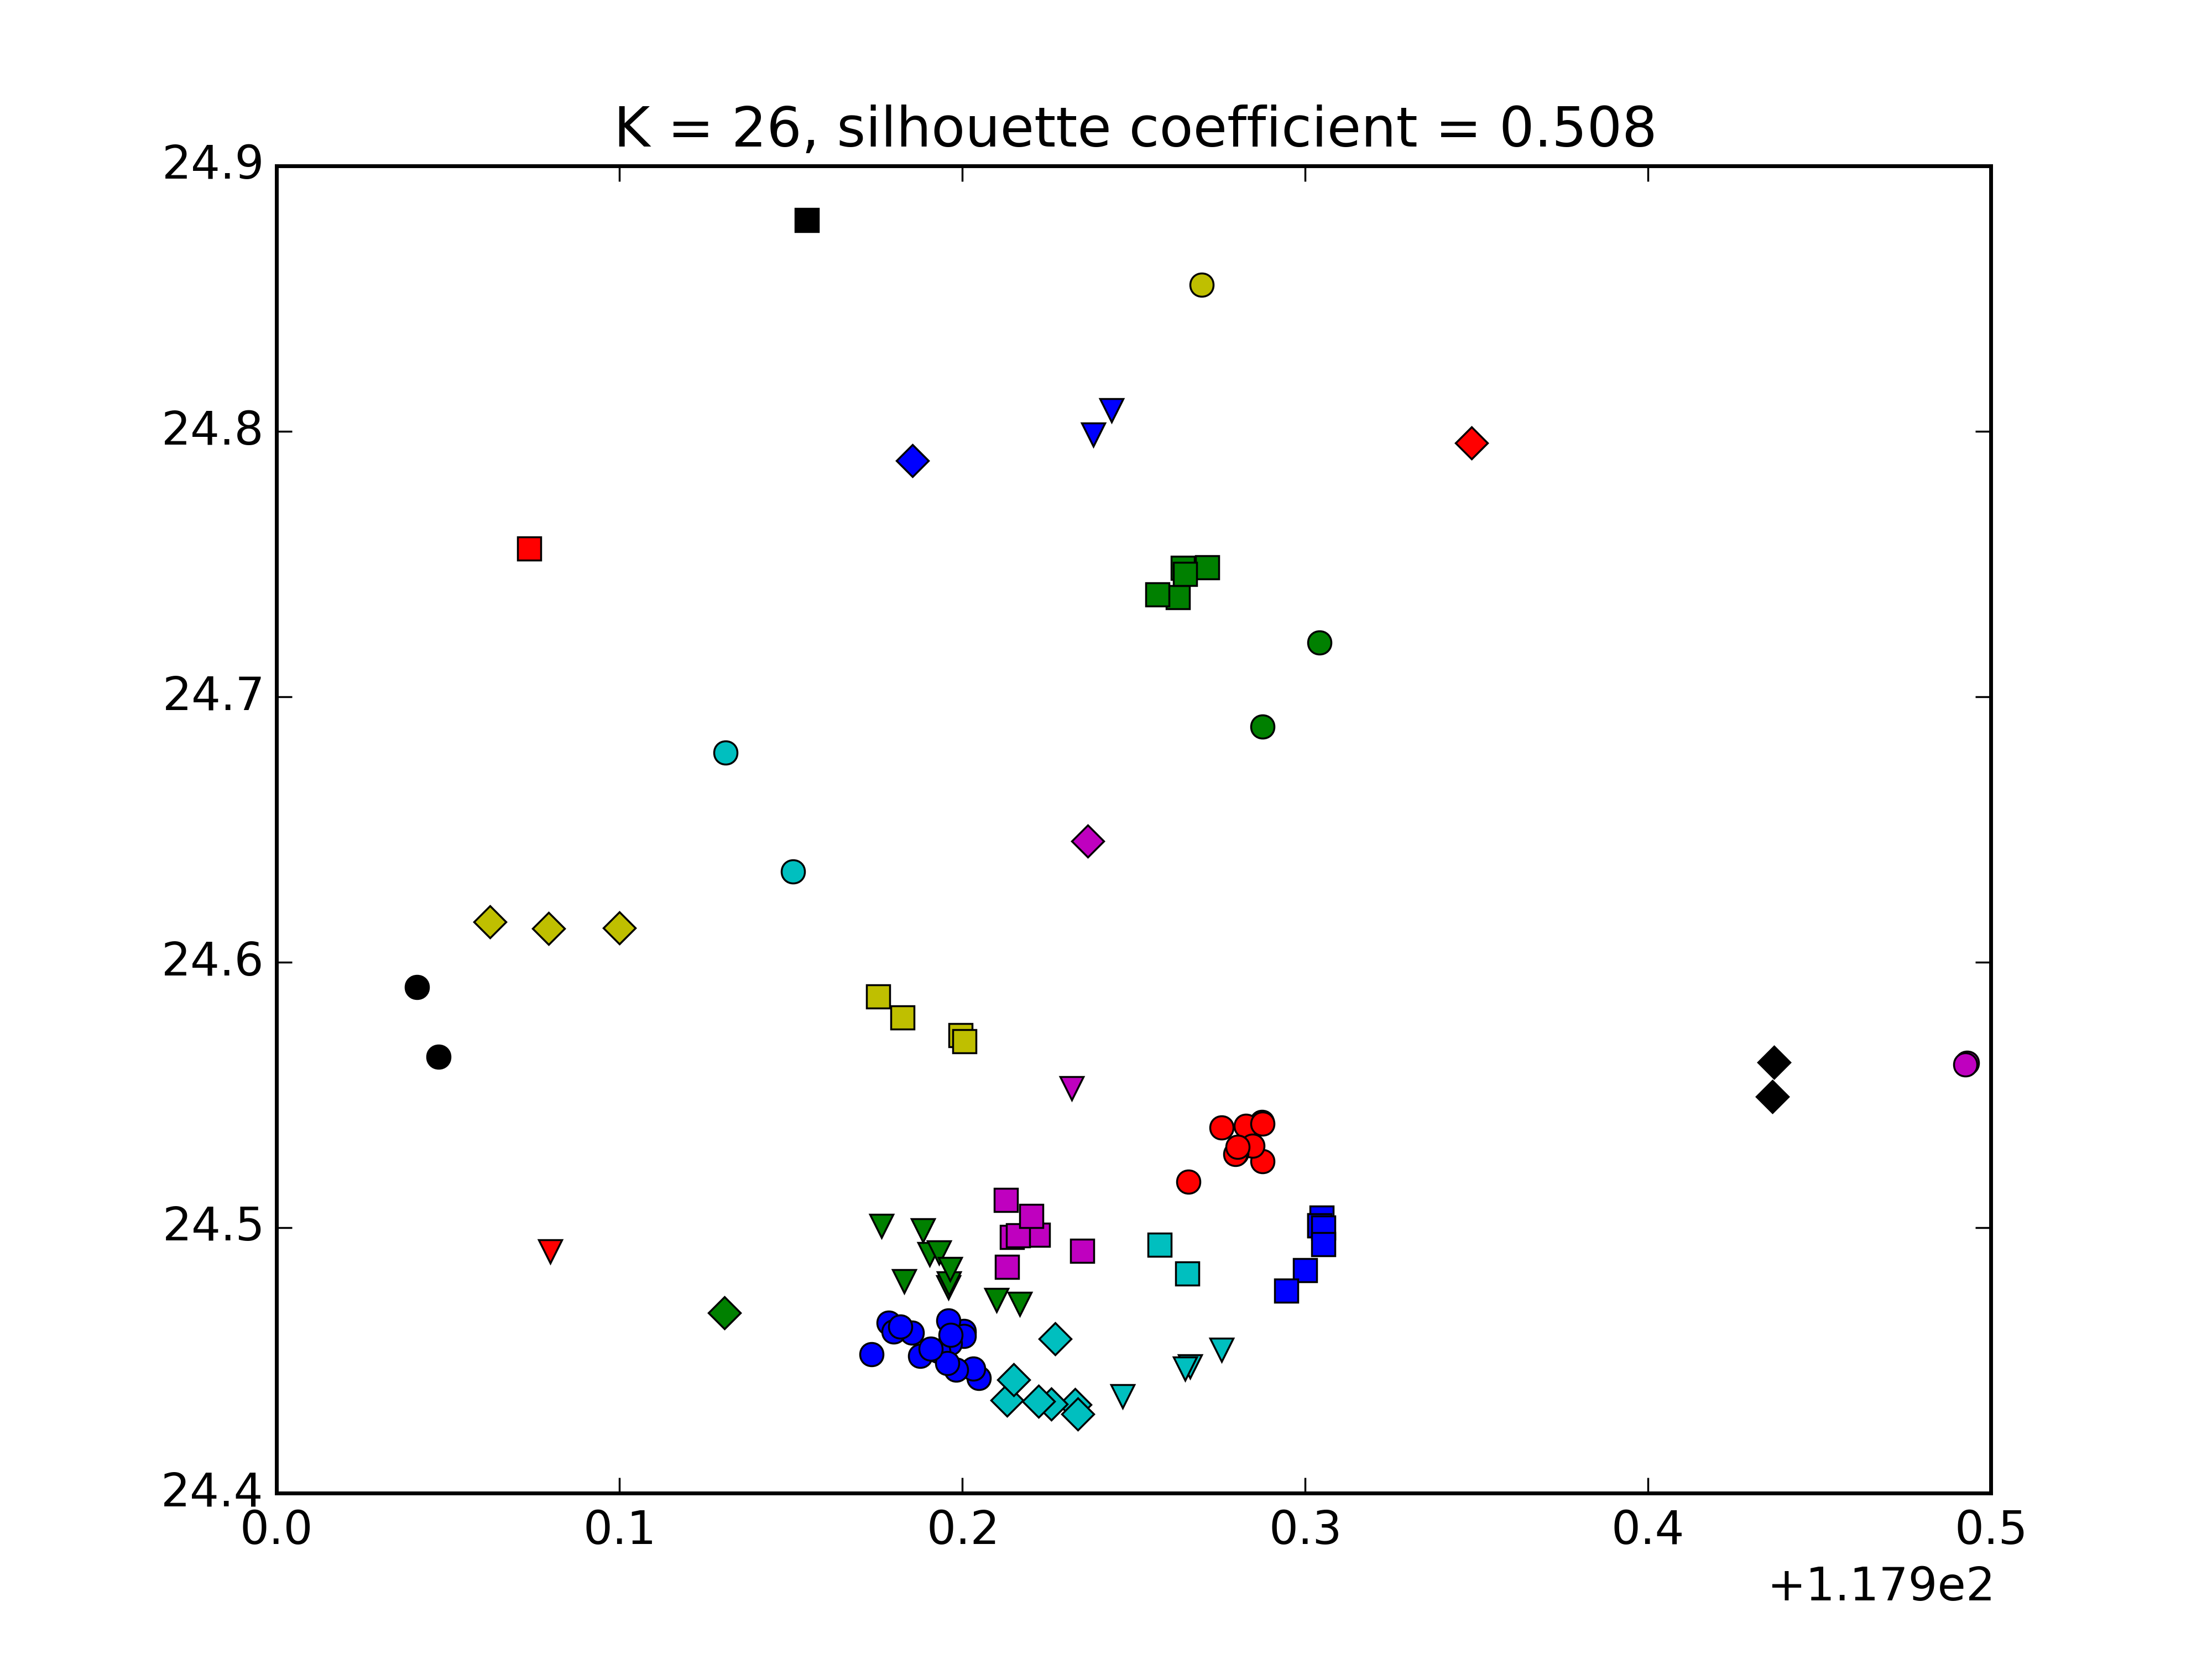 K = 26, silhouette coefficient = 0.508
24.9
24.8
24.7
24.6
24.5
24.4
0.0 0.1 0.2 0.3 0.4 0.5
+1.179e2